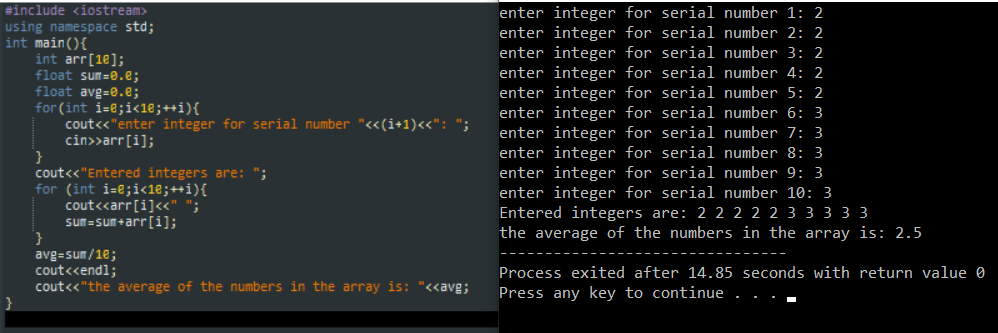 #include <iostream>
using namespace std;
int main(){
    int arr[10];
    float sum=0.0;
    float avg=0.0;
    for(int i=0;i<10;++i){
        cout<<"enter integer for serial number "<<(i+1)<<": ";
        cin>>arr[i];
    }
    cout<<"Entered integers are: ";
    for (int i=0;i<10;++i){
        cout<<arr[i]<<" ";
        sum=sum+arr[i];
    }
    avg=sum/10;
    cout<<endl;
    cout<<"the average of the numbers in the array is: "<<avg;
}
enter integer for serial number 1: 2
enter integer for serial number 2: 2
enter integer for serial number 3: 2
enter integer for serial number 4: 2
enter integer for serial number 5: 2
enter integer for serial number 6: 3
enter integer for serial number 7: 3
enter integer for serial number 8: 3
enter integer for serial number 9: 3
enter integer for serial number 10: 3
Entered integers are: 2 2 2 2 2 3 3 3 3 3
the average of the numbers in the array is: 2.5
--------------------------------
Process exited after 14.85 seconds with return value 0
Press any key to continue . . .